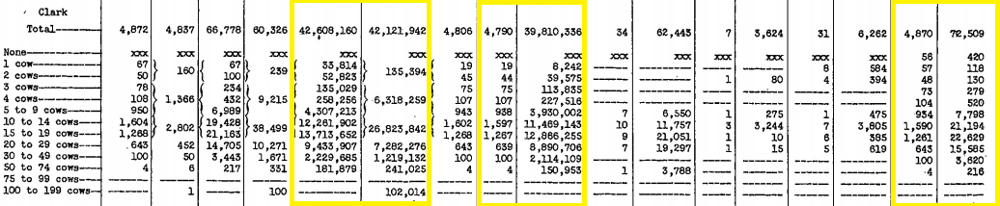 Clark
Total 4,872 4,837 66,778 60,326 42,608,160 42,121,942 4,806 4,790 39,810,336 34 62,443 7 3,624 31 6,262 4,870 72,509
None xxx xxx xxx xxx xxx xxx xxx xxx xxx xxx xxx xxx xxx xxx xxx 56 420
1 cow 67 67 33,814 19 19 8,242 8 584 57 118
160 239 135,394
2 cows 50 100 52,823 45 44 39,575 1 80 4 394 48 130
3 cows 78 234 135,029 75 75 113,835 73 279
4 cows 108 1,366 432 9,215 258,256 6,318,259 107 107 227,516 104 520
5 to 9 cows 950 6,989 4,307,213 943 938 3,930,002 7 6,550 1 275 1 475 934 7,798
10 to 14 cows 1,604 19,428 12,261,902 1,602 1,597 11,469,143 10 11,757 3 3,244 7 3,805 1,590 21,194
2,802 38,499 26,823,842
15 to 19 cows 1,268 21,163 13,713,652 1,268 1,267 12,866,255 9 21,051 1 10 6 385 1,261 22,629
20 to 29 cows 643 452 14,705 10,271 9,433,907 7,282,276 643 639 8,890,706 7 19,297 1 15 5 619 643 15,585
30 to 49 cows 100 50 3,443 1,671 2,229,685 1,219,132 100 100 2,114,109 100 3,620
50 to 74 cows 4 6 217 331 181,879 241,025 4 4 150,953 1 3,788 4 216
75 to 99 cows
100 to 199 cows 1 100 102,014